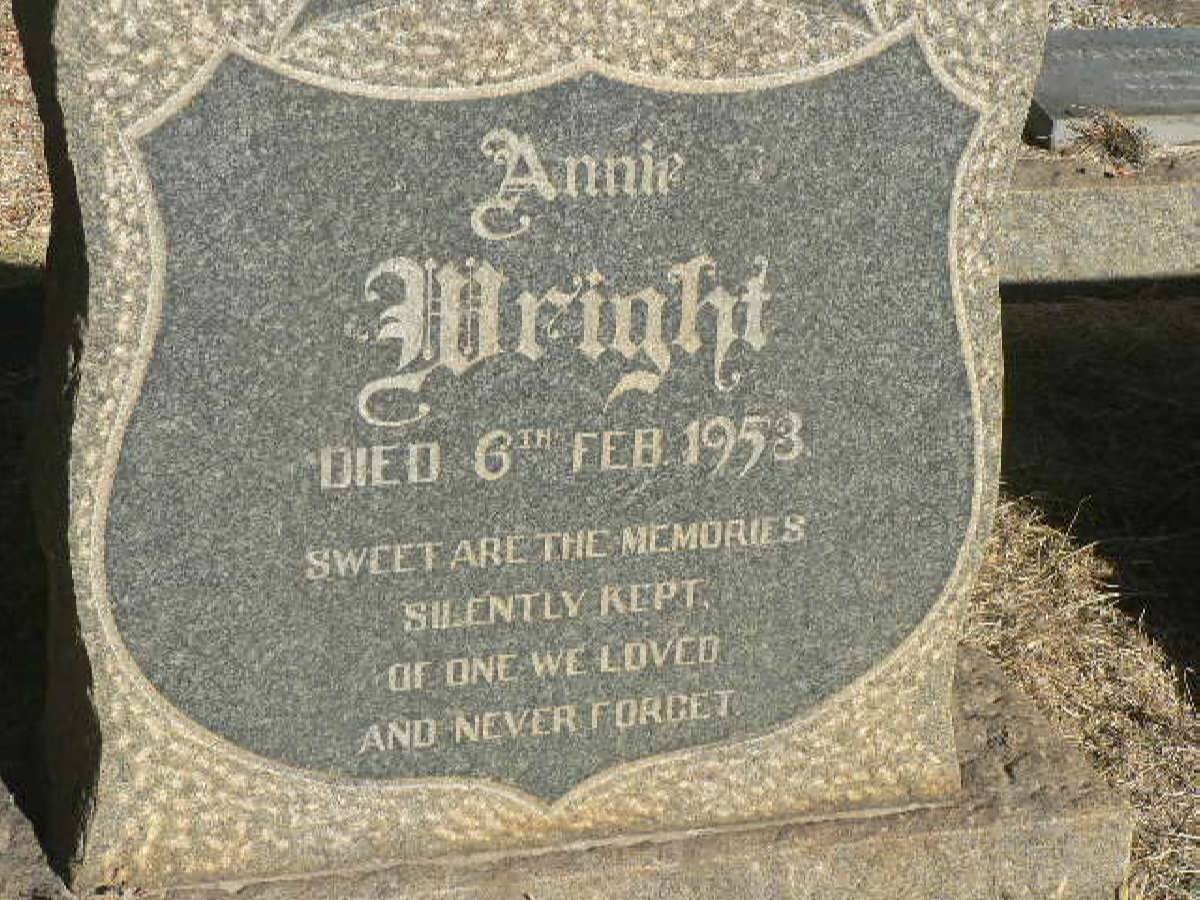 Annie
Wright
DIED 6TH FEB. 1953.
SWEET ARE THE MEMORIES
SILENTLY KEPT,
OF ONE WE LOVED
AND NEVER FORGET.